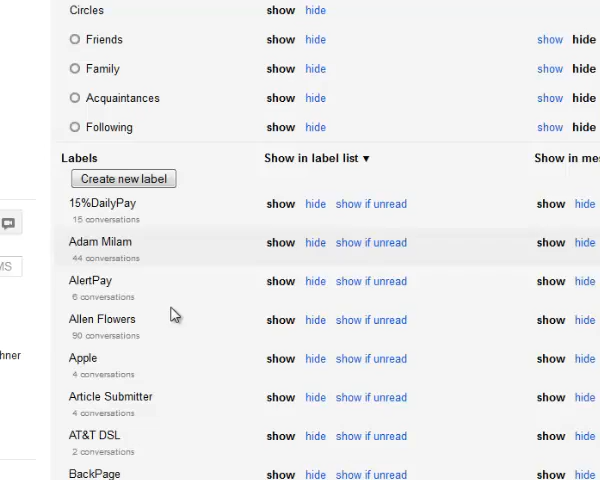 Circles show hide
Friends show hide show hide
Family show hide show hide
Acquaintances show hide show hide
Following show hide show hide
Labels Show in label list ▾ Show in me
Create new label
15%DailyPay show hide show if unread show hide
15 conversations
Adam Milam show hide show if unread show hide
44 conversations
MS
AlertPay show hide show if unread show hide
6 conversations
Allen Flowers show hide show if unread show hide
90 conversations
hner
Apple show hide show if unread show hide
4 conversations
Article Submitter show hide show if unread show hide
4 conversations
AT&T DSL show hide show if unread show hide
2 conversations
BackPage show hide show if unread show hide